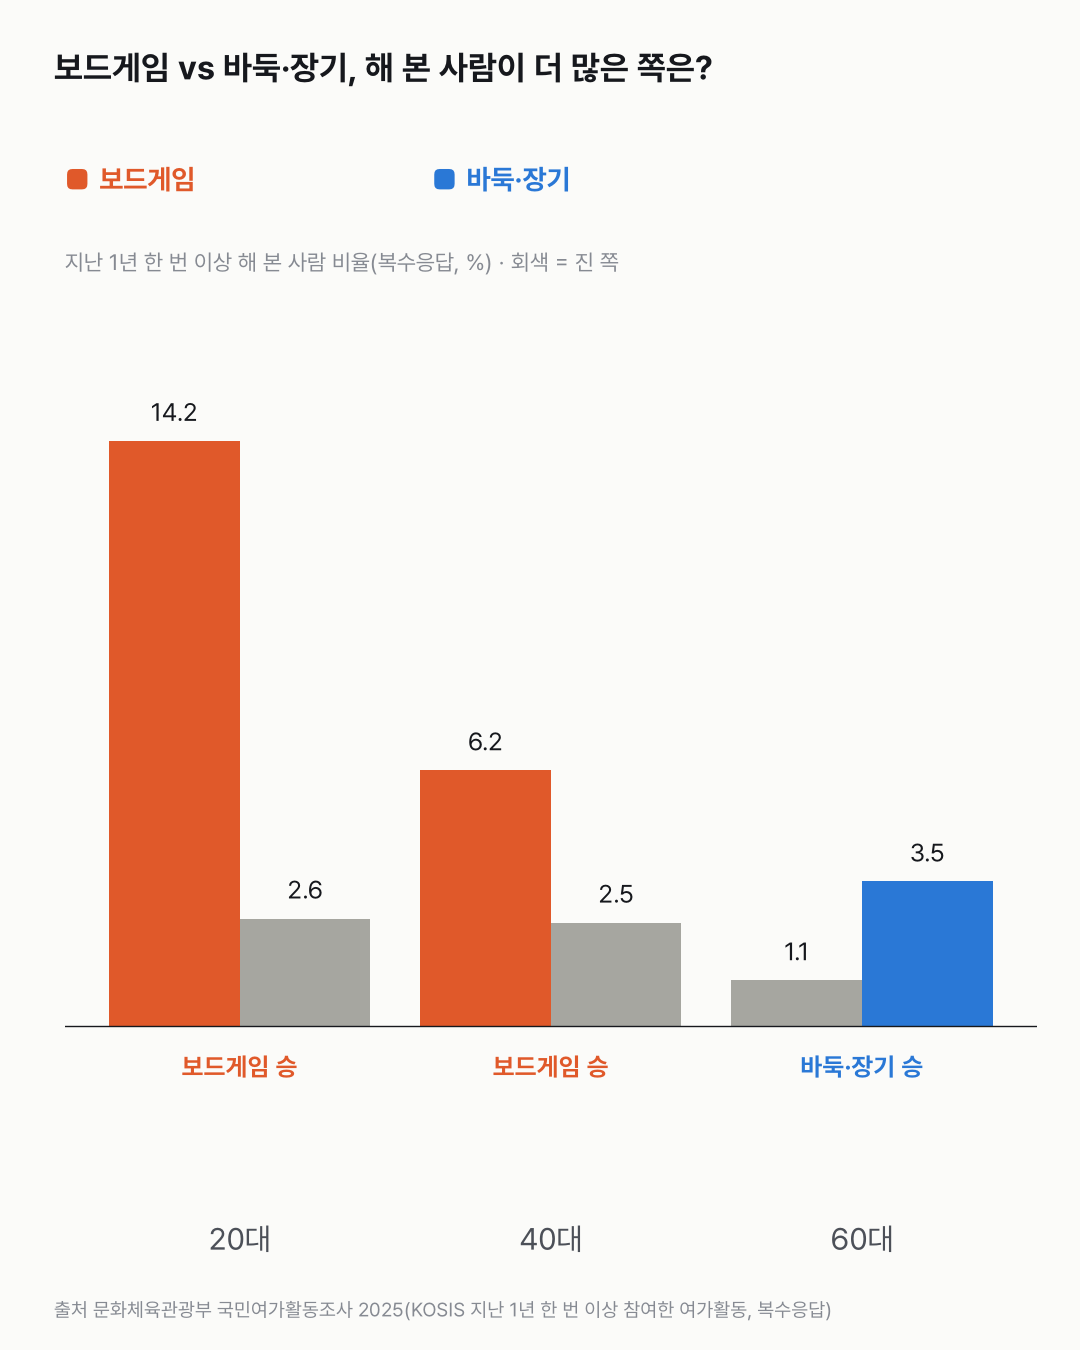 보드게임 vs 바둑·장기, 해 본 사람이 더 많은 쪽은?
보드게임
바둑·장기
지난 1년 한 번 이상 해 본 사람 비율(복수응답, %) · 회색 = 진 쪽
14.2
2.6
6.2
2.5
1.1
3.5
보드게임 승
보드게임 승
바둑·장기 승
20대
40대
60대
출처 문화체육관광부 국민여가활동조사 2025(KOSIS 지난 1년 한 번 이상 참여한 여가활동, 복수응답)